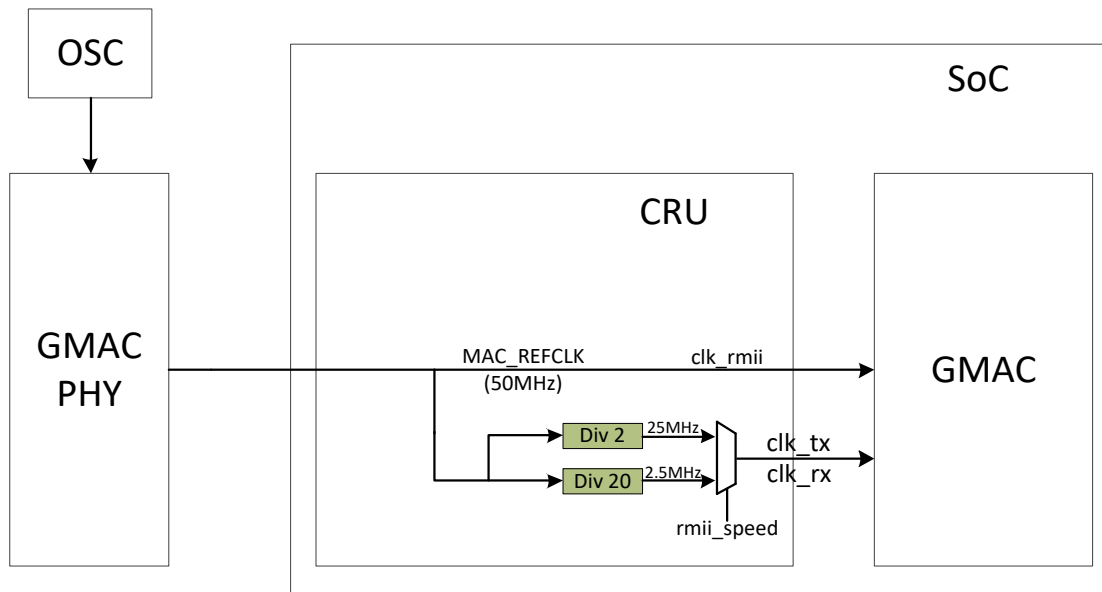 OSC
SoC
CRU
GMAC
PHY
MAC_REFCLK
(50MHz)
clk_rmii
GMAC
Div 2
25MHz
Div 20
2.5MHz
clk_tx
clk_rx
rmii_speed